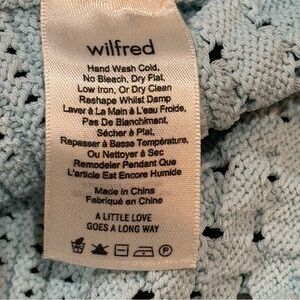 wilfred
Hand Wash Cold,
No Bleach, Dry Flat,
Low Iron, Or Dry Clean
Reshape Whilst Damp
Laver à La Main à L'eau Froide,
Pas De Blanchiment,
Sécher à Plat,
Repasser à Basse Température,
Ou Nettoyer à Sec
Remodeler Pendant Que
L'article Est Encore Humide
Made in China
Fabriqué en Chine
A LITTLE LOVE
GOES A LONG WAY